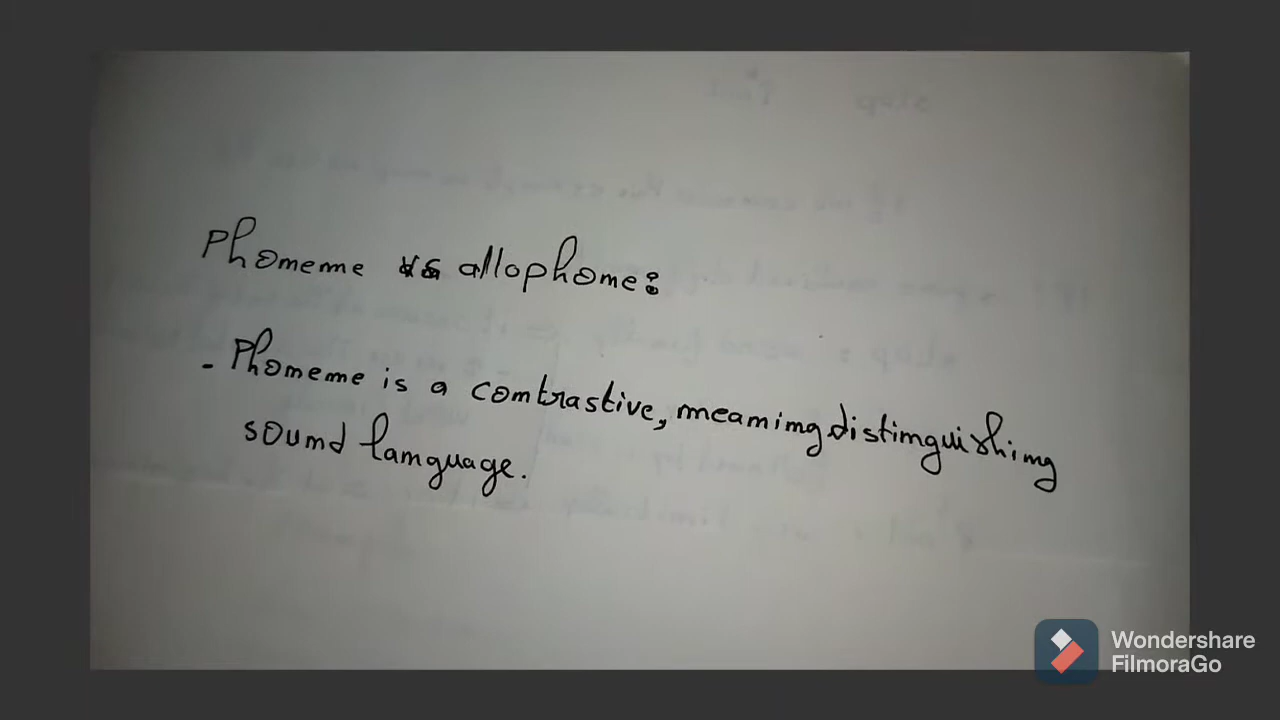 Phoneme vs allophone:
- Phoneme is a contrastive, meaning distinguishing
sound language.
Wondershare
FilmoraGo